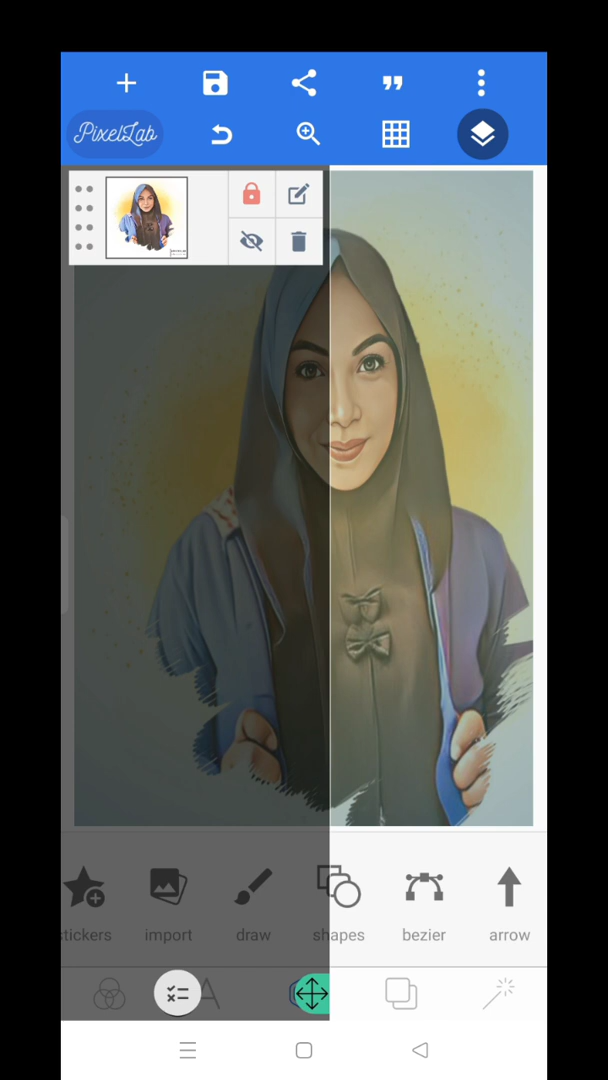 PixelLab
stickers
import
draw
shapes
bezier
arrow